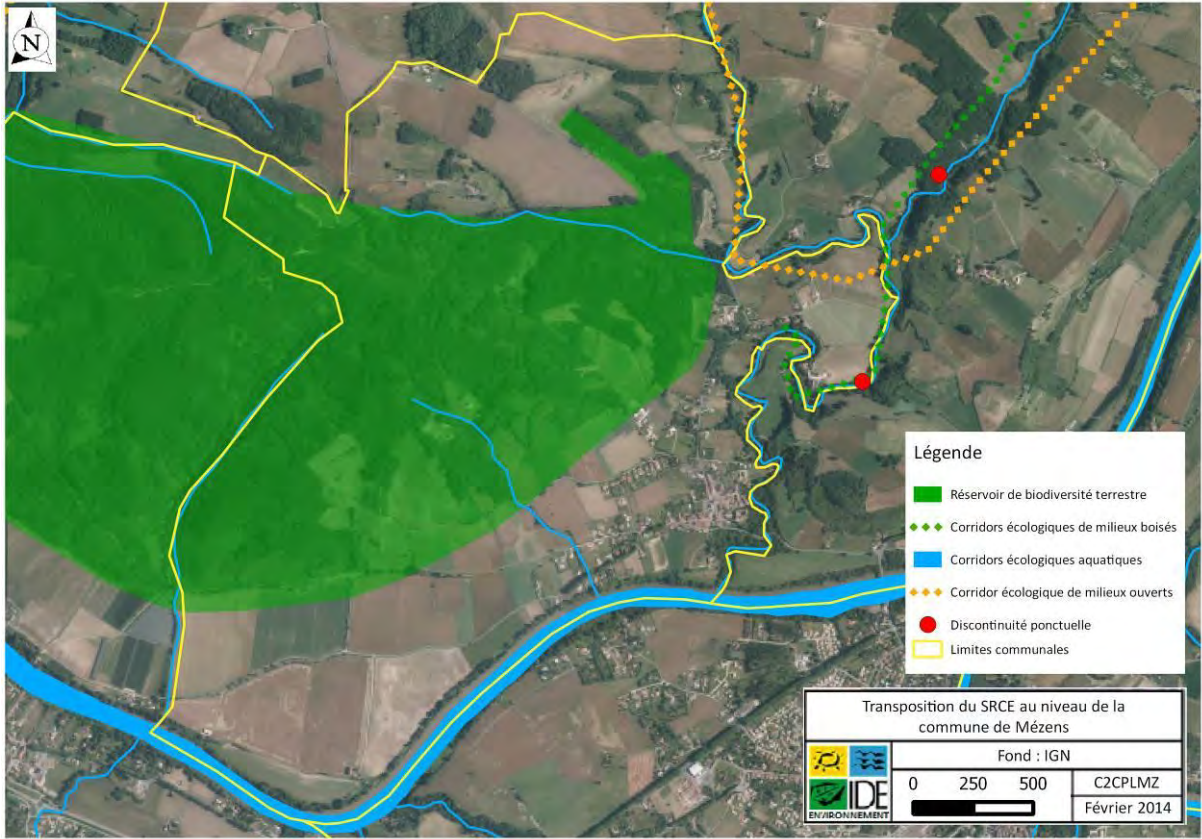 N
Légende
Réservoir de biodiversité terrestre
Corridors écologiques de milieux boisés
Corridors écologiques aquatiques
Corridor écologique de milieux ouverts
Discontinuité ponctuelle
Limites communales
Transposition du SRCE au niveau de la
commune de Mézens
Fond : IGN
IDE
ENVIRONNEMENT
0 250 500
C2CPLMZ
Février 2014